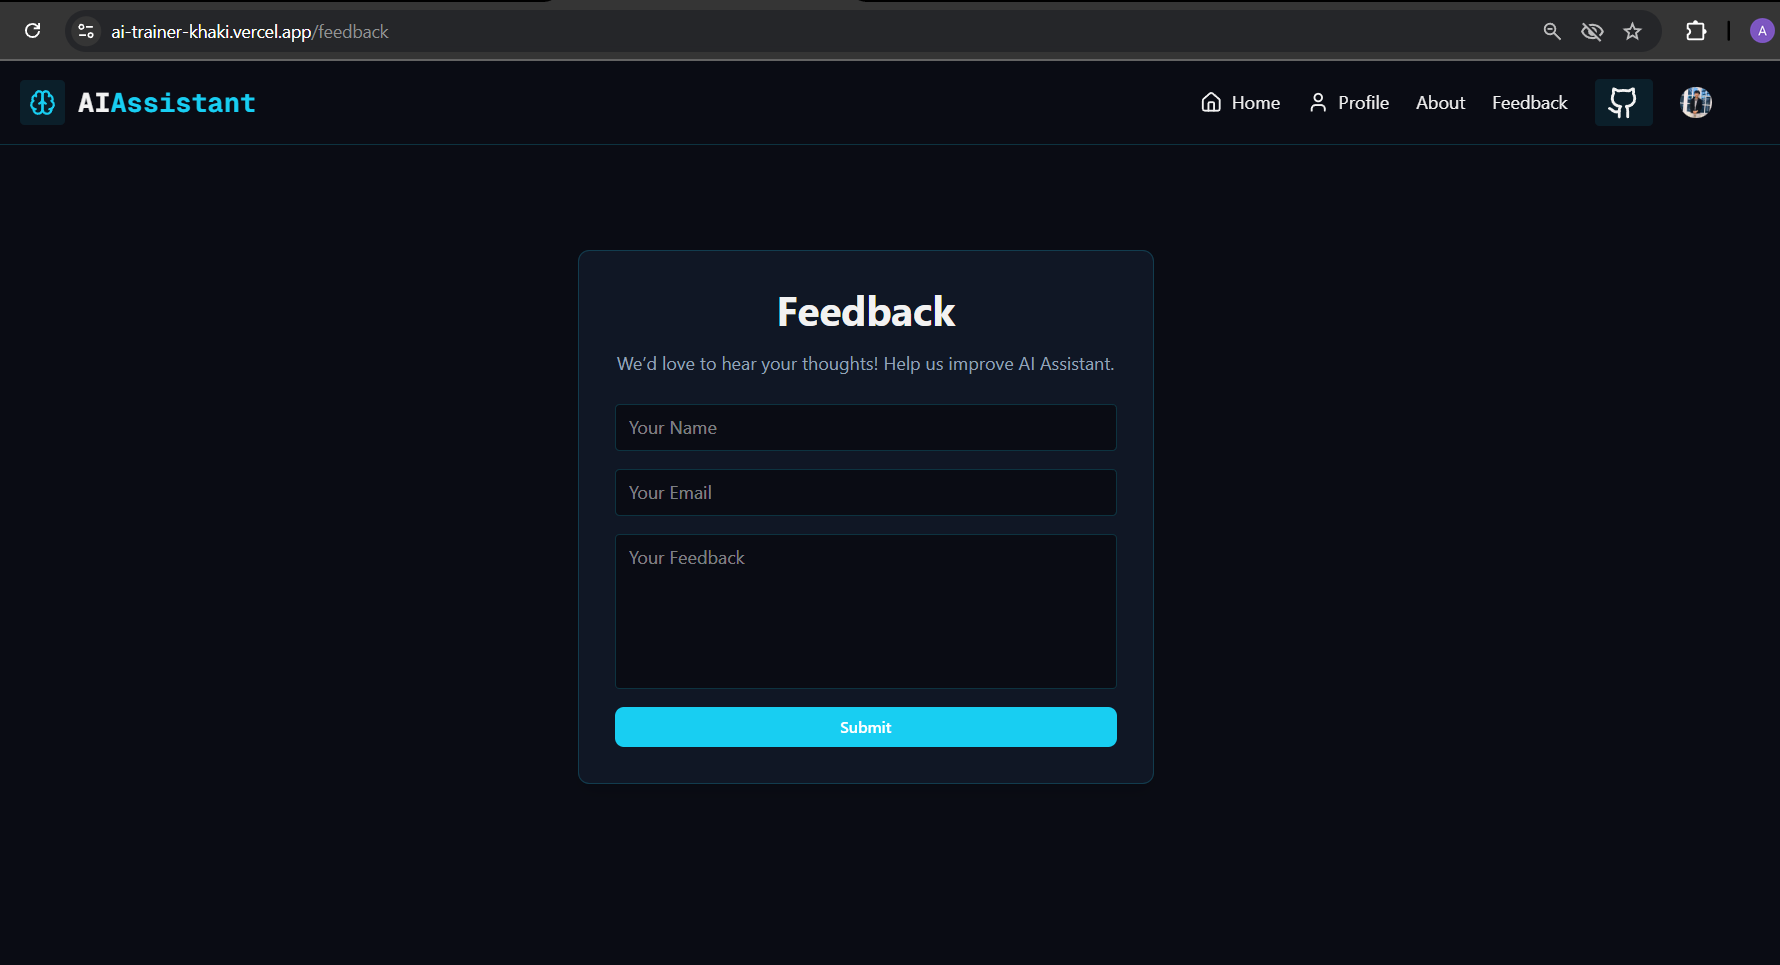 ai-trainer-khaki.vercel.app/feedback
A
AIAssistant
Home Profile About Feedback
Feedback
We’d love to hear your thoughts! Help us improve AI Assistant.
Your Name
Your Email
Your Feedback
Submit